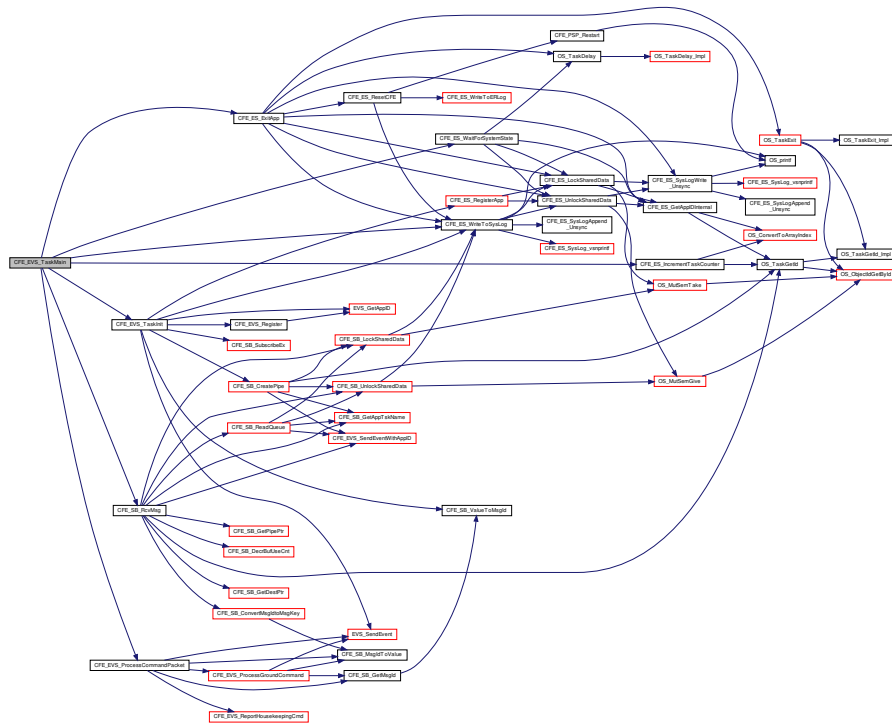 CFE_PSP_Restart
OS_TaskDelay
OS_TaskDelay_Impl
CFE_ES_ResetCFE
CFE_ES_WriteToERLog
CFE_ES_ExitApp
CFE_ES_WaitForSystemState
OS_TaskExit
OS_TaskExit_Impl
OS_printf
CFE_ES_LockSharedData
CFE_ES_SysLogWrite
_Unsync
CFE_ES_SysLog_vsnprintf
CFE_ES_RegisterApp
CFE_ES_UnlockSharedData
CFE_ES_GetAppIDInternal
CFE_ES_SysLogAppend
_Unsync
CFE_ES_WriteToSysLog
CFE_ES_SysLogAppend
_Unsync
OS_ConvertToArrayIndex
CFE_ES_SysLog_vsnprintf
OS_TaskGetId_Impl
CFE_EVS_TaskMain
CFE_ES_IncrementTaskCounter
OS_TaskGetId
OS_ObjectIdGetById
OS_MutSemTake
EVS_GetAppID
CFE_EVS_TaskInit
CFE_EVS_Register
CFE_SB_SubscribeEx
CFE_SB_LockSharedData
OS_MutSemGive
CFE_SB_CreatePipe
CFE_SB_UnlockSharedData
CFE_SB_GetAppTskName
CFE_SB_ReadQueue
CFE_EVS_SendEventWithAppID
CFE_SB_RcvMsg
CFE_SB_ValueToMsgId
CFE_SB_GetPipePtr
CFE_SB_DecrBufUseCnt
CFE_SB_GetDestPtr
CFE_SB_ConvertMsgIdtoMsgKey
EVS_SendEvent
CFE_SB_MsgIdToValue
CFE_EVS_ProcessCommandPacket
CFE_EVS_ProcessGroundCommand
CFE_SB_GetMsgId
CFE_EVS_ReportHousekeepingCmd